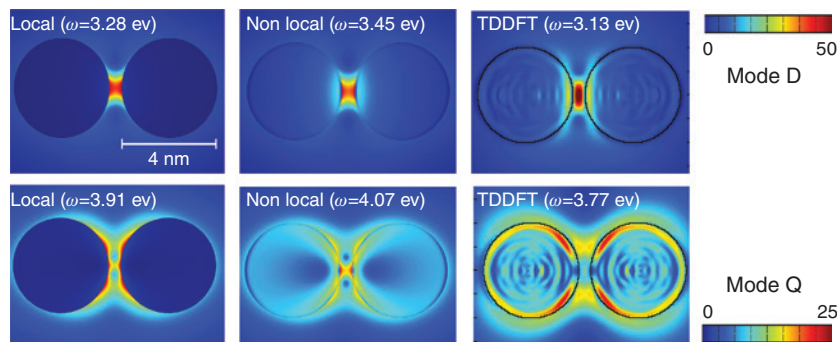 Local (ω=3.28 ev)
Non local (ω=3.45 ev)
TDDFT (ω=3.13 ev)
0 50
Mode D
4 nm
Local (ω=3.91 ev)
Non local (ω=4.07 ev)
TDDFT (ω=3.77 ev)
Mode Q
0 25